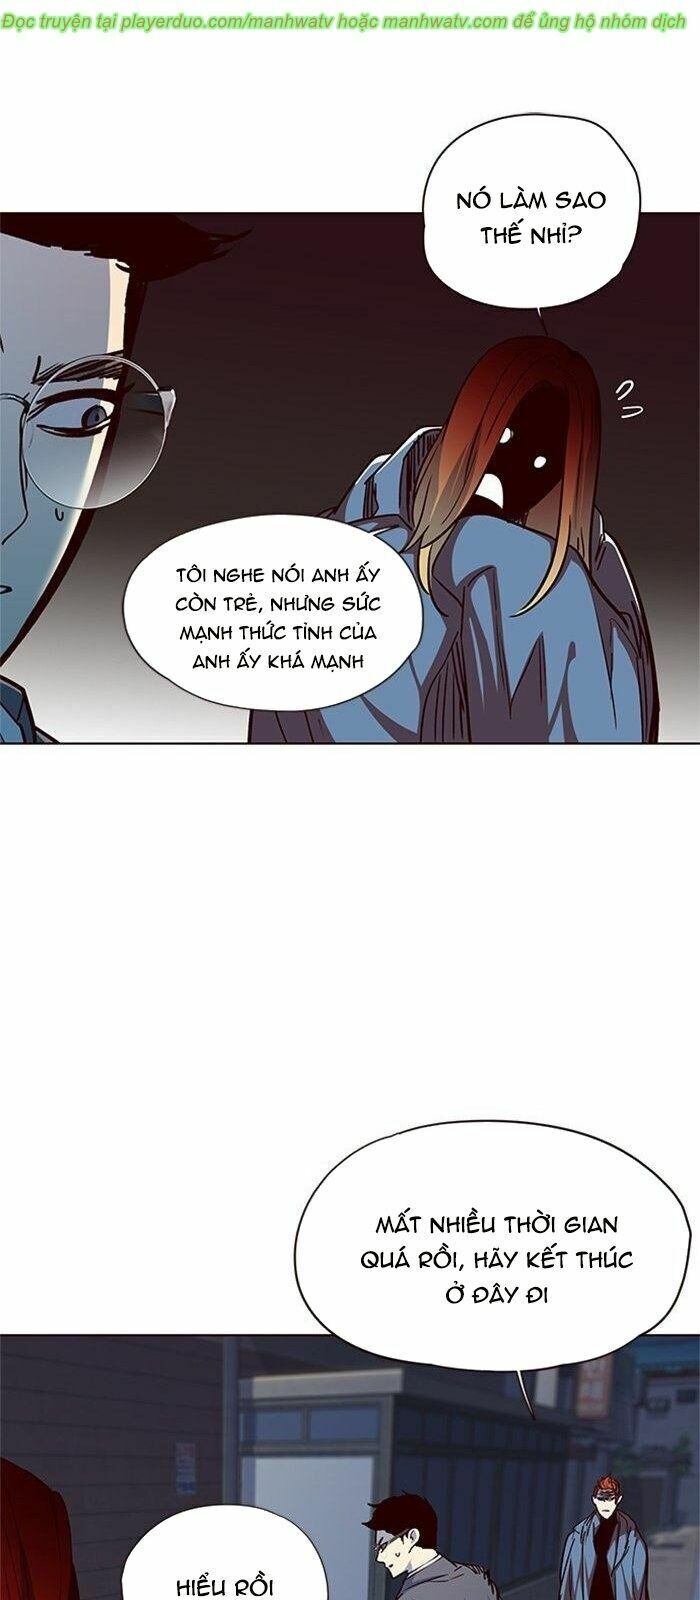 Đọc truyện tại playerduo.com/manhwatv hoặc manhwatv.com để ủng hộ nhóm dịch
NÓ LÀM SAO
THẾ NHỈ?
TÔI NGHE NÓI ANH ẤY
CÒN TRẺ, NHƯNG SỨC
MẠNH THỨC TỈNH CỦA
ANH ẤY KHÁ MẠNH
MẤT NHIỀU THỜI GIAN
QUÁ RỒI, HÃY KẾT THÚC
Ở ĐÂY ĐI
HIỂU RỒI